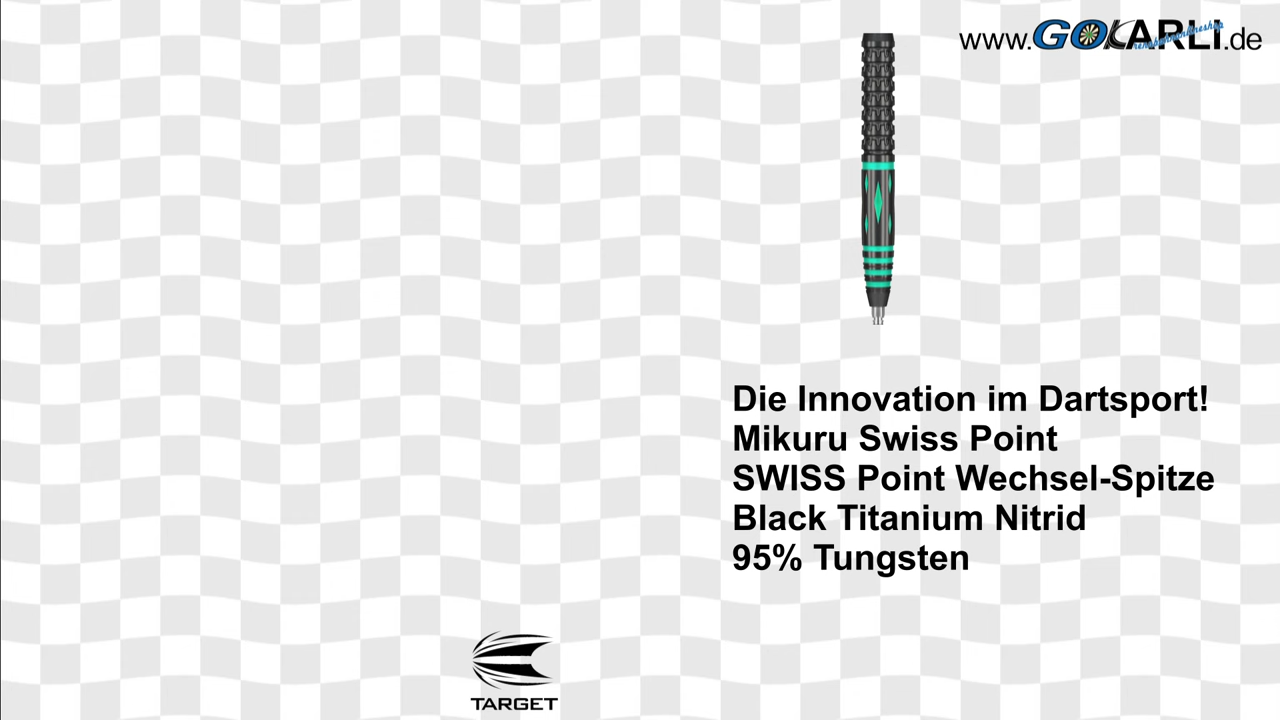 www.GOKARLI.de
Die Innovation im Dartsport!
Mikuru Swiss Point
SWISS Point Wechsel-Spitze
Black Titanium Nitrid
95% Tungsten
TARGET